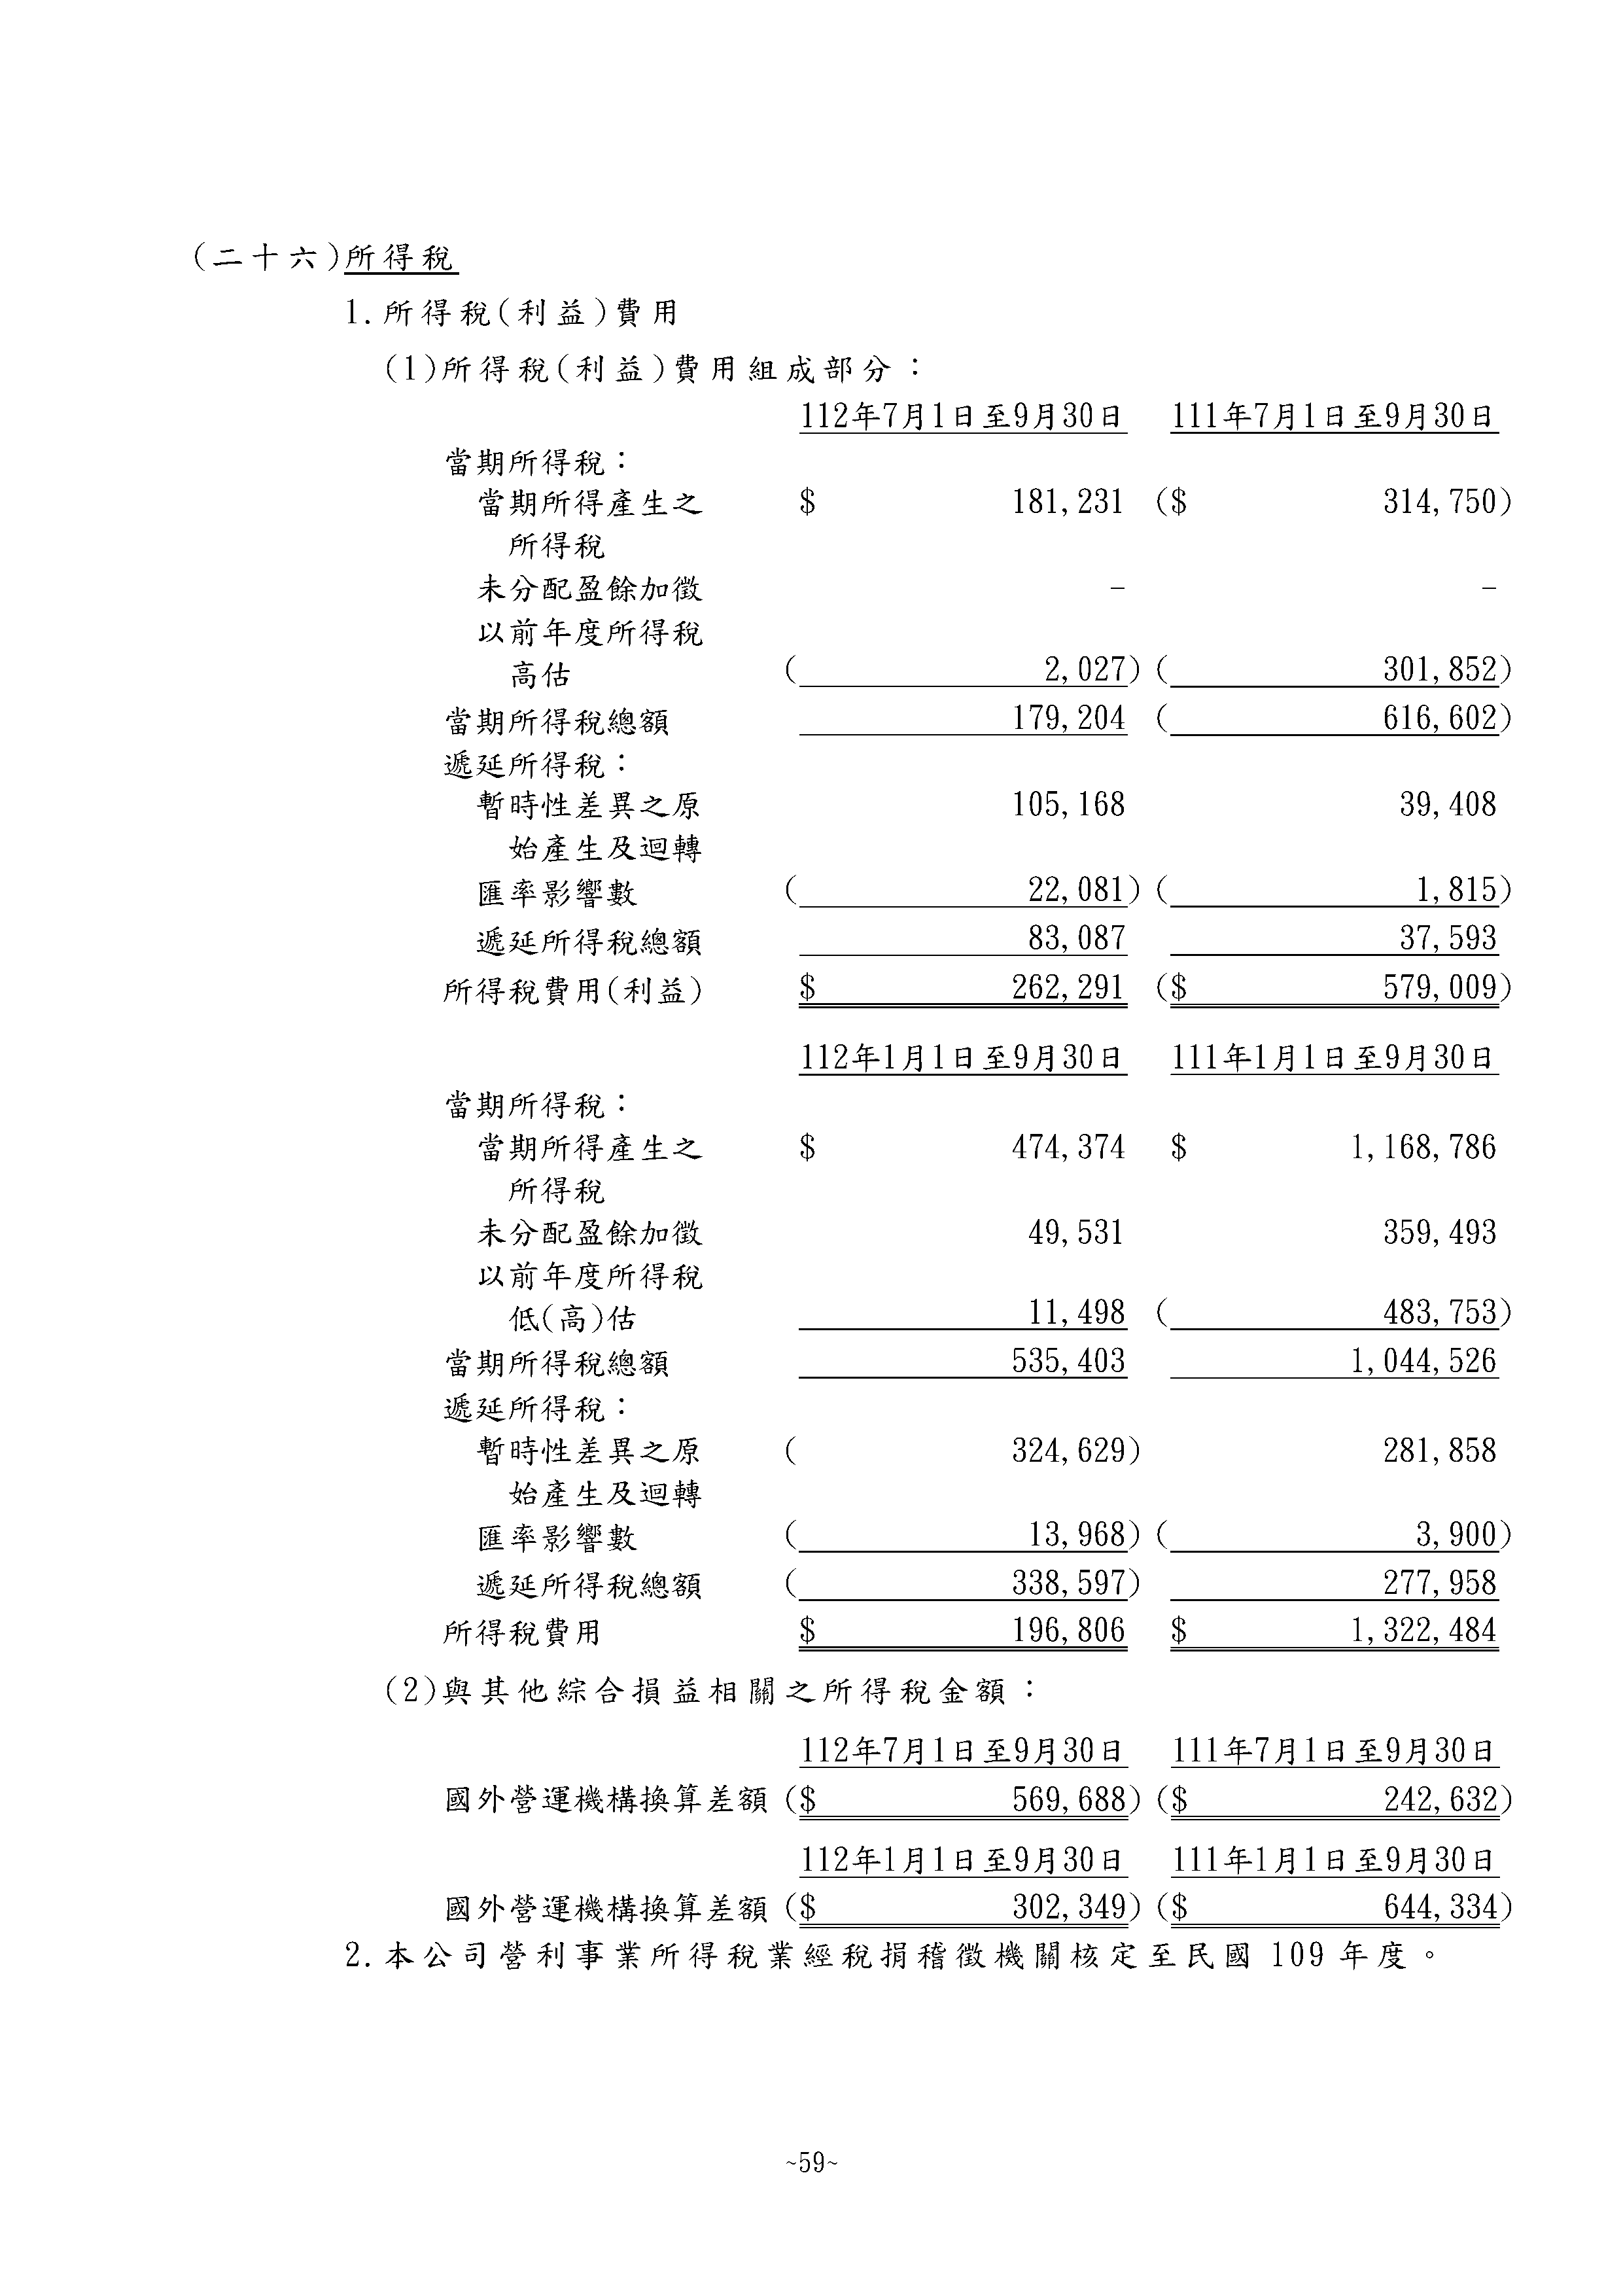 (二十六)所得稅
1.所得稅(利益)費用
(1)所得稅(利益)費用組成部分：
112年7月1日至9月30日 111年7月1日至9月30日
當期所得稅：
當期所得產生之 $ 181,231 ($ 314,750)
所得稅
未分配盈餘加徵 - -
以前年度所得稅
高估 ( 2,027) ( 301,852)
當期所得稅總額 179,204 ( 616,602)
遞延所得稅：
暫時性差異之原 105,168 39,408
始產生及迴轉
匯率影響數 ( 22,081) ( 1,815)
遞延所得稅總額 83,087 37,593
所得稅費用(利益) $ 262,291 ($ 579,009)
112年1月1日至9月30日 111年1月1日至9月30日
當期所得稅：
當期所得產生之 $ 474,374 $ 1,168,786
所得稅
未分配盈餘加徵 49,531 359,493
以前年度所得稅
低(高)估 11,498 ( 483,753)
當期所得稅總額 535,403 1,044,526
遞延所得稅：
暫時性差異之原 ( 324,629) 281,858
始產生及迴轉
匯率影響數 ( 13,968) ( 3,900)
遞延所得稅總額 ( 338,597) 277,958
所得稅費用 $ 196,806 $ 1,322,484
(2)與其他綜合損益相關之所得稅金額：
112年7月1日至9月30日 111年7月1日至9月30日
國外營運機構換算差額 ($ 569,688) ($ 242,632)
112年1月1日至9月30日 111年1月1日至9月30日
國外營運機構換算差額 ($ 302,349) ($ 644,334)
2.本公司營利事業所得稅業經稅捐稽徵機關核定至民國 109 年度。
~59~